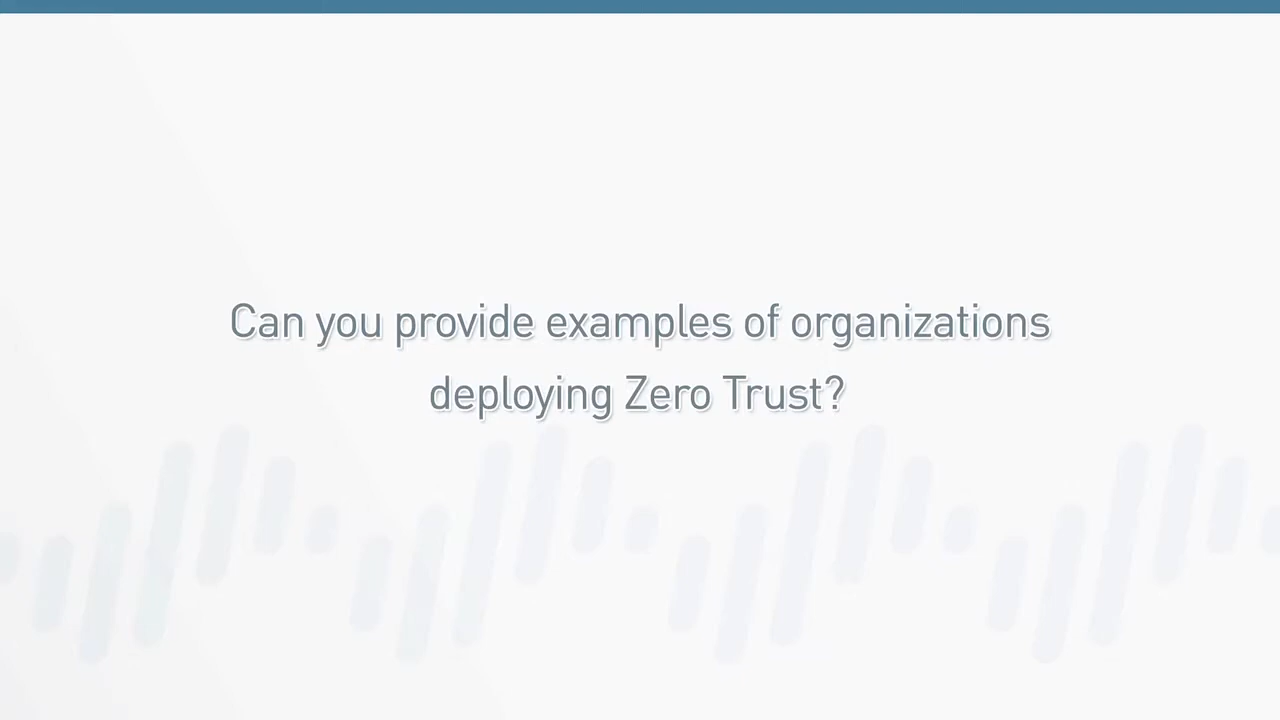 Can you provide examples of organizations
deploying Zero Trust?